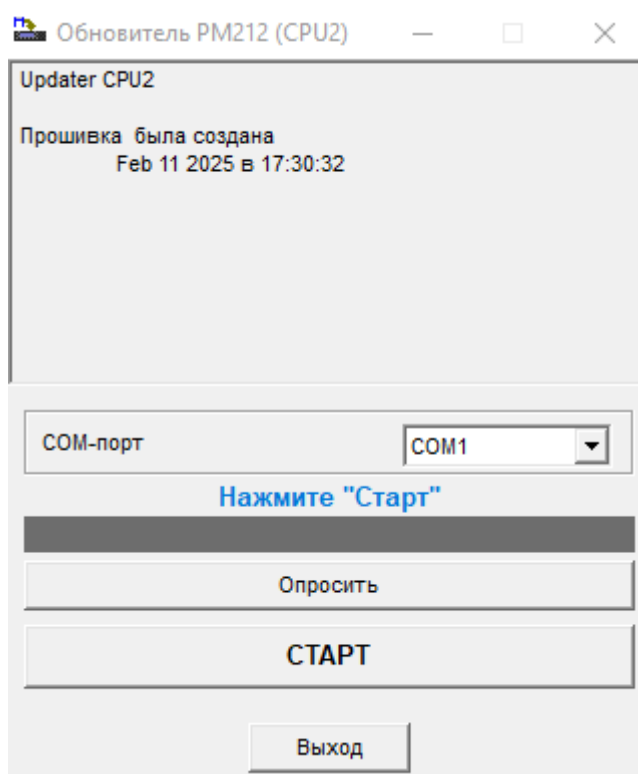 Обновитель РМ212 (CPU2)
Updater CPU2
Прошивка была создана
Feb 11 2025 в 17:30:32
COM-порт
COM1
Нажмите "Старт"
Опросить
СТАРТ
Выход